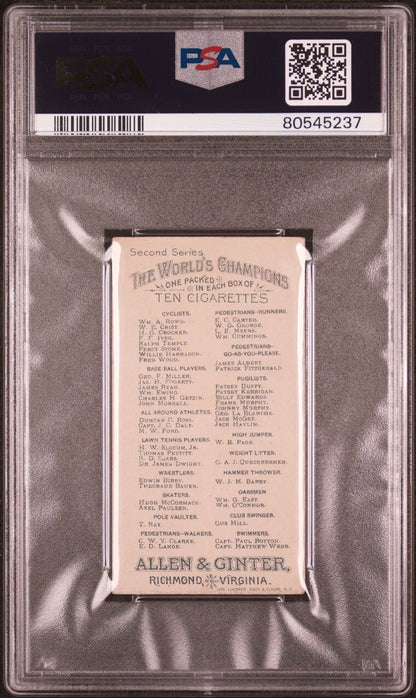 PSA
PSA
80545237
Second Series
THE WORLD'S CHAMPIONS
ONE PACKED IN EACH BOX OF
TEN CIGARETTES
CYCLISTS.
WM. A. ROWE.
W. E. CRIST.
H. G. CROCKER.
F. F. IVES.
RALPH TEMPLE.
PERCY STONE.
WILLIE HARRADON.
FRED WOOD.
BASE BALL PLAYERS.
GEO. F. MILLER.
JAS. H. FOGARTY.
JAMES RYAN.
WM. EWING.
CHARLES H. GETZIN.
JOHN MORRELL.
ALL AROUND ATHLETES.
DUNCAN C. ROSS.
CAPT. J. C. DALY.
M. W. FORD.
LAWN TENNIS PLAYERS.
H. W. SLOCUM, JR.
THOMAS PETTITT.
R. D. SEARS.
DR JAMES DWIGHT.
WRESTLERS.
EDWIN BIBBY.
THEOBAUD BAUER.
SKATERS.
HUGH MCCORMACK.
AXEL PAULSEN.
POLE VAULTER.
T. RAY.
PEDESTRIANS-WALKERS.
C. W. V. CLARKE.
E. D. LANGE.
PEDESTRIANS-RUNNERS.
E. C. CARTER.
W. G. GEORGE.
L. E. MYERS.
WM. CUMMINGS.
PEDESTRIANS-
GO-AS-YOU-PLEASE.
JAMES ALBERT.
PATRICK FITZGERALD.
PUGILISTS.
PATSEY DUFFY.
PATSEY KERRIGAN.
BILLY EDWARDS.
FRANK MURPHY.
JOHNNY MURPHY.
GEO. LA BLANCHE.
JACK MCGEE.
JACK HAVLIN.
HIGH JUMPER.
W. B. PAGE.
WEIGHT LIFTER.
C. A. J. QUECKBERNER.
HAMMER THROWER.
W. J. M. BARRY.
OARSMEN
WM. G. EAST.
WM. O'CONNOR.
CLUB SWINGER.
GUS HILL.
SWIMMERS.
CAPT. PAUL BOYTON.
CAPT. MATTHEW WEBB.
ALLEN & GINTER,
RICHMOND, VIRGINIA.
LITH. LINDNER, EDDY & CLAUSS, N.Y.